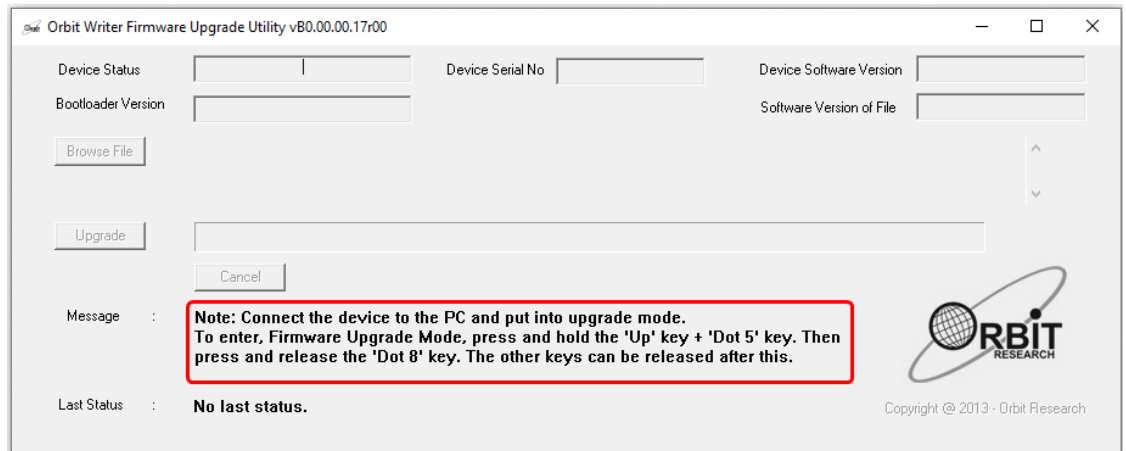 Orbit Writer Firmware Upgrade Utility vB0.00.00.17r00
Device Status
Device Serial No
Device Software Version
Bootloader Version
Software Version of File
Browse File
Upgrade
Cancel
Message :
Note: Connect the device to the PC and put into upgrade mode.
To enter, Firmware Upgrade Mode, press and hold the 'Up' key + 'Dot 5' key. Then
press and release the 'Dot 8' key. The other keys can be released after this.
ORBIT
RESEARCH
Last Status :
No last status.
Copyright @ 2013 - Orbit Research